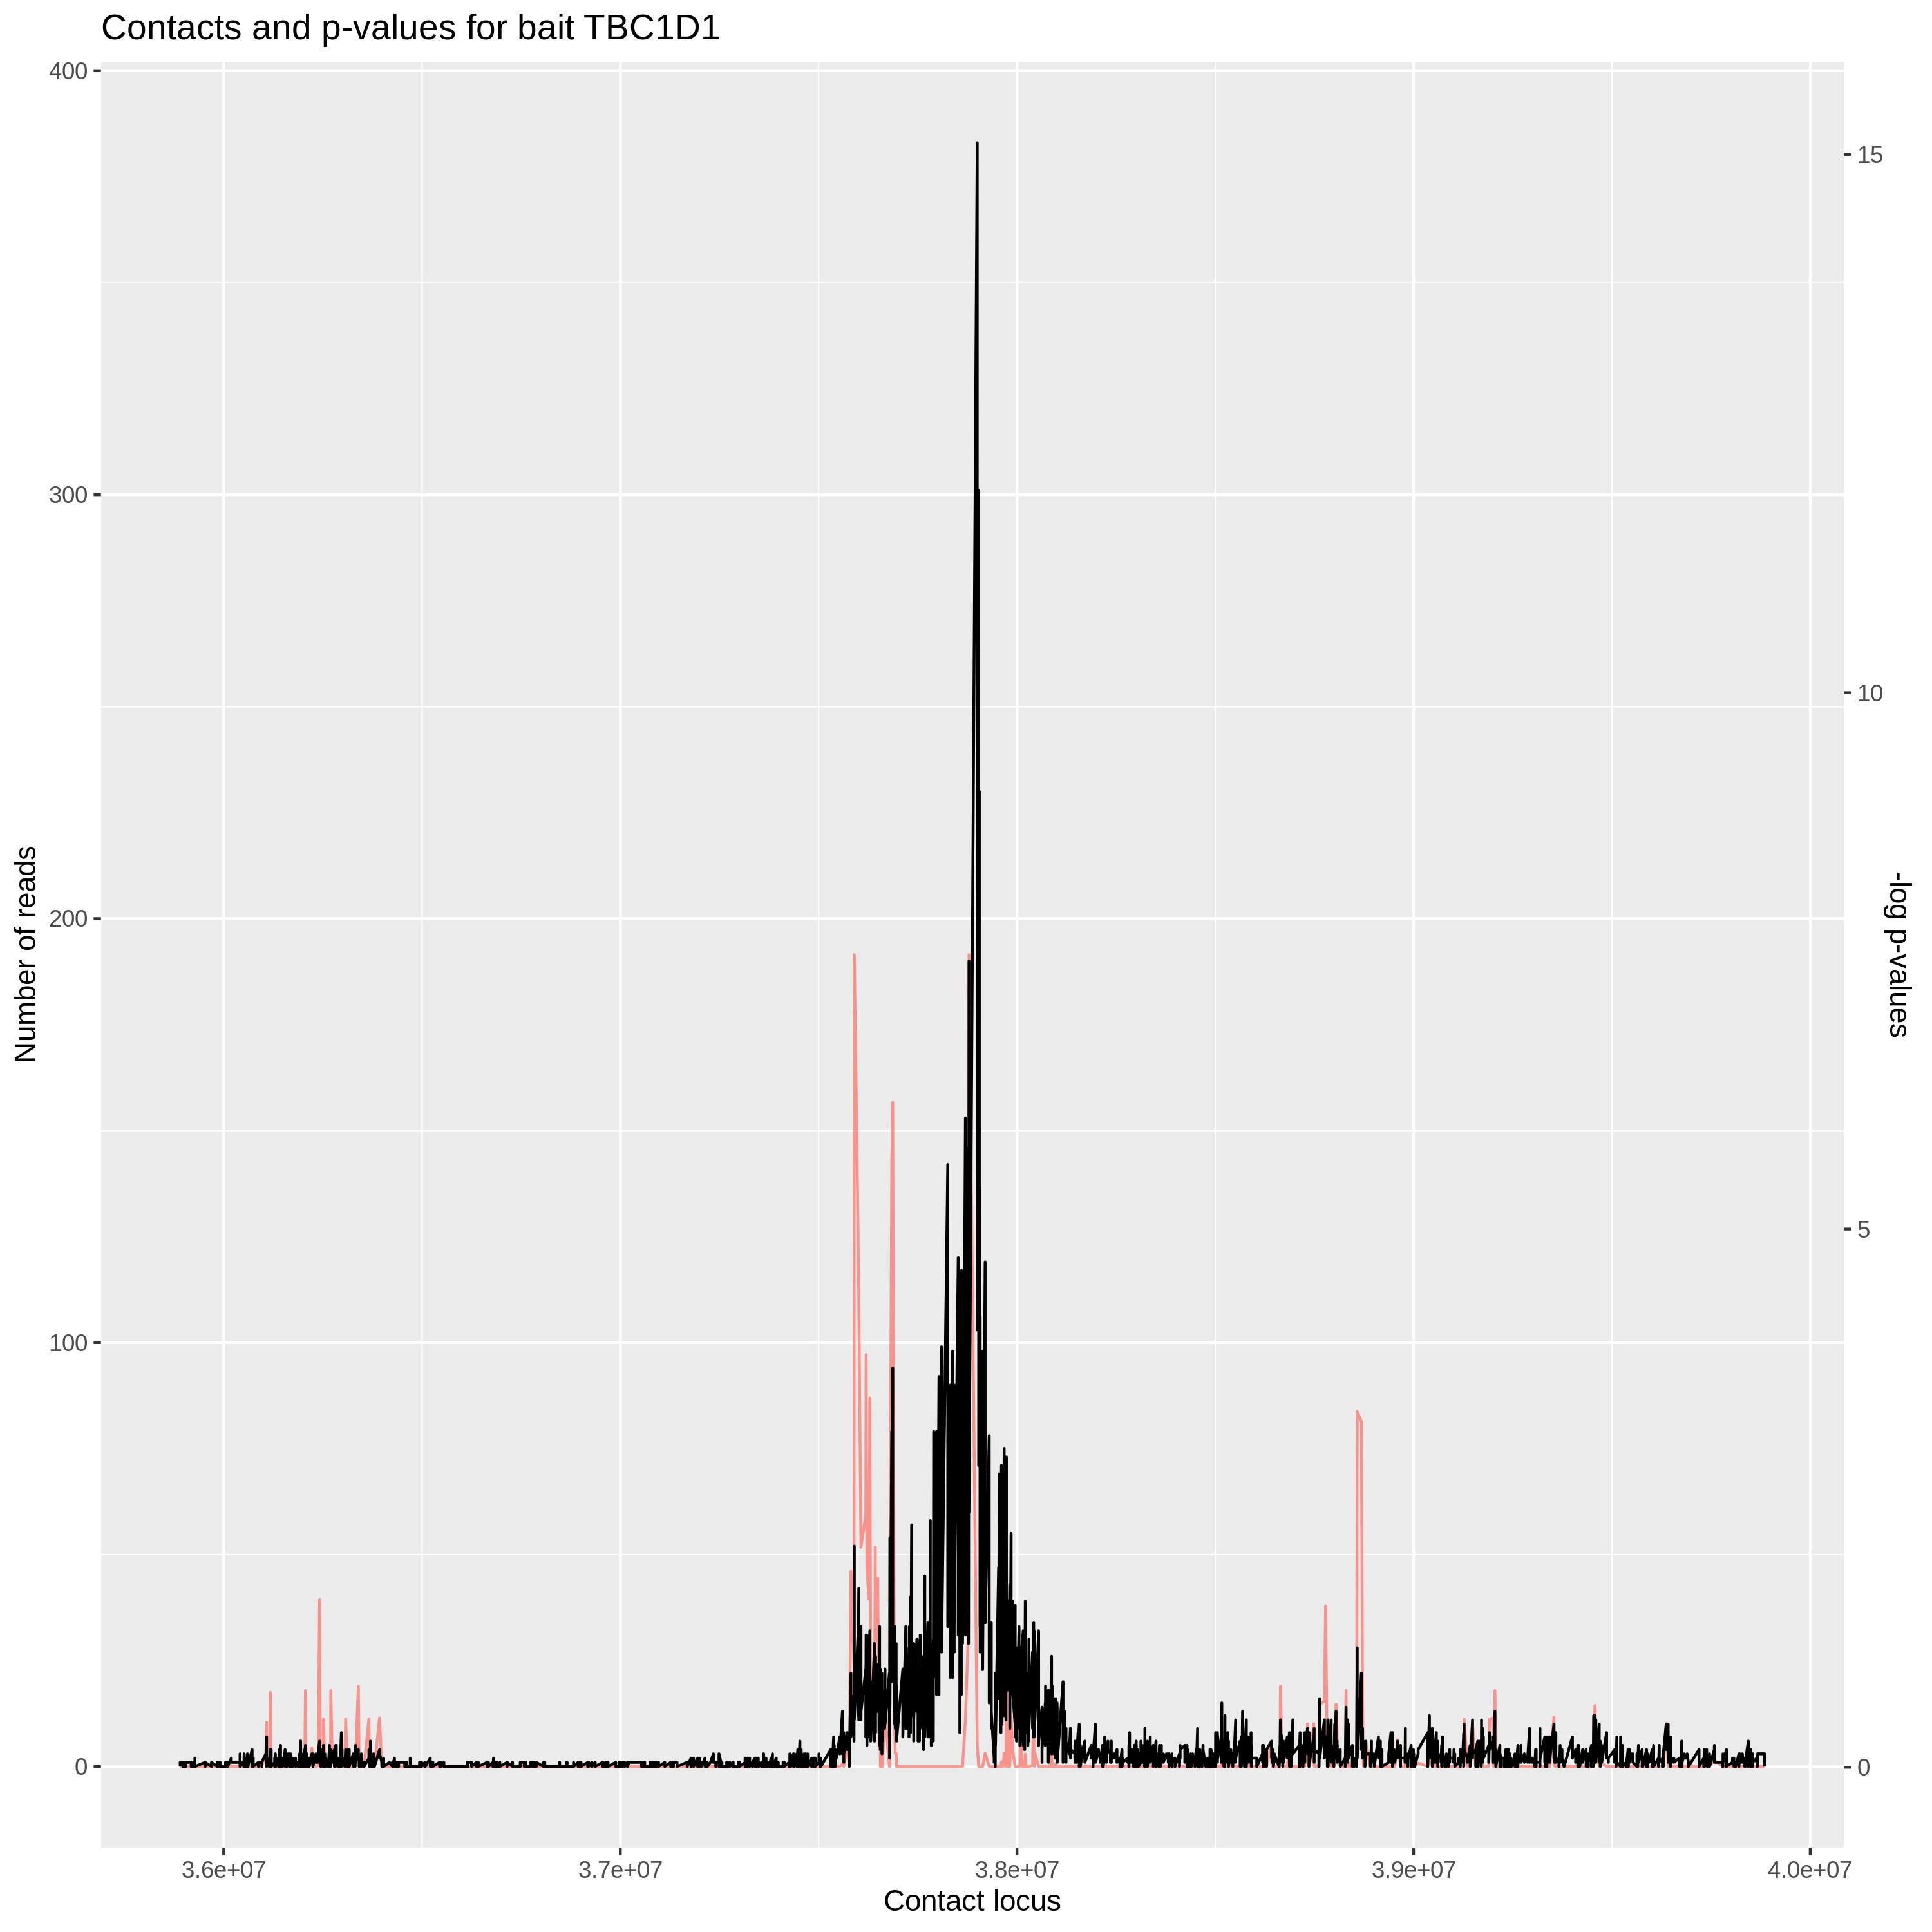 Contacts and p-values for bait TBC1D1
400
300
200
100
0
Number of reads
15
10
5
0
-log p-values
3.6e+07
3.7e+07
3.8e+07
3.9e+07
4.0e+07
Contact locus